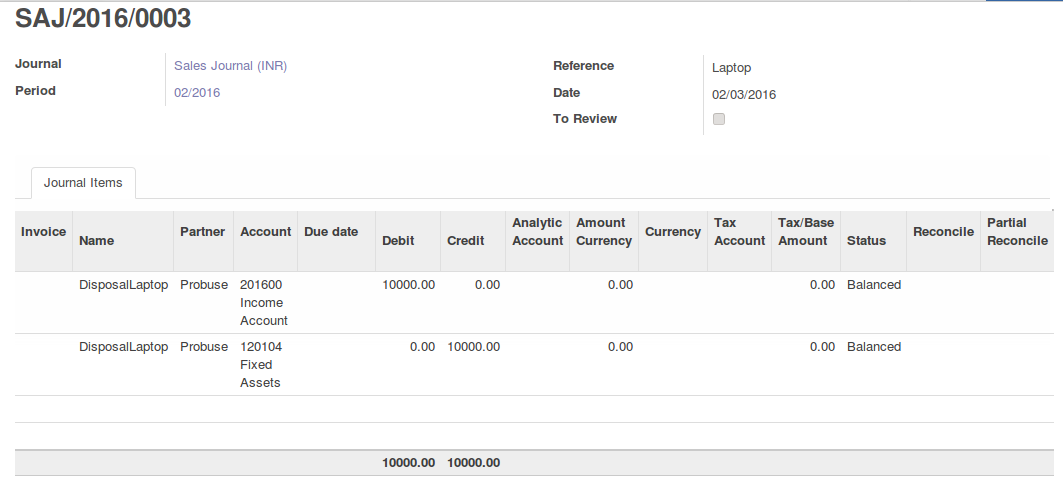 SAJ/2016/0003
Journal Sales Journal (INR) Reference Laptop
Period 02/2016 Date 02/03/2016
To Review
Journal Items
Invoice Name Partner Account Due date Debit Credit Analytic Account Amount Currency Currency Tax Account Tax/Base Amount Status Reconcile Partial Reconcile
DisposalLaptop Probuse 201600 10000.00 0.00 0.00 0.00 Balanced
Income
Account
DisposalLaptop Probuse 120104 0.00 10000.00 0.00 0.00 Balanced
Fixed
Assets
10000.00 10000.00